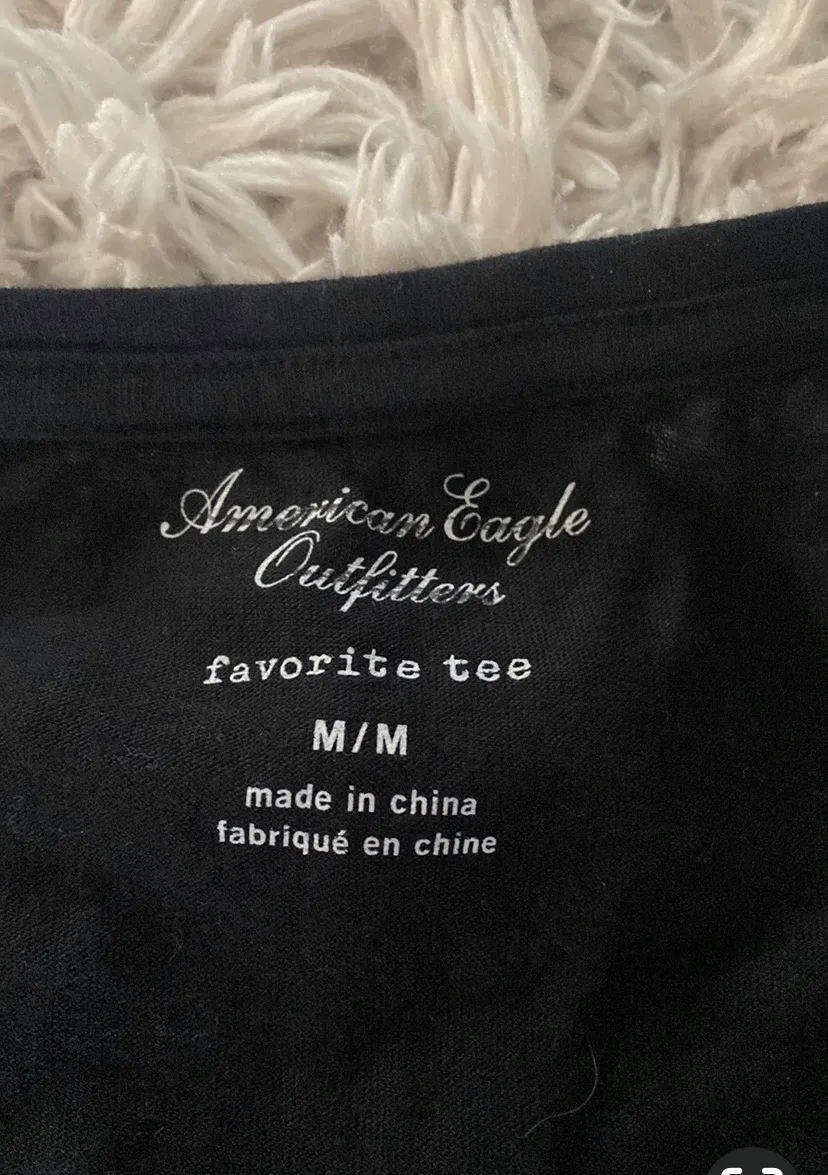 American Eagle
Outfitters
favorite tee
M/M
made in china
fabriqué en chine